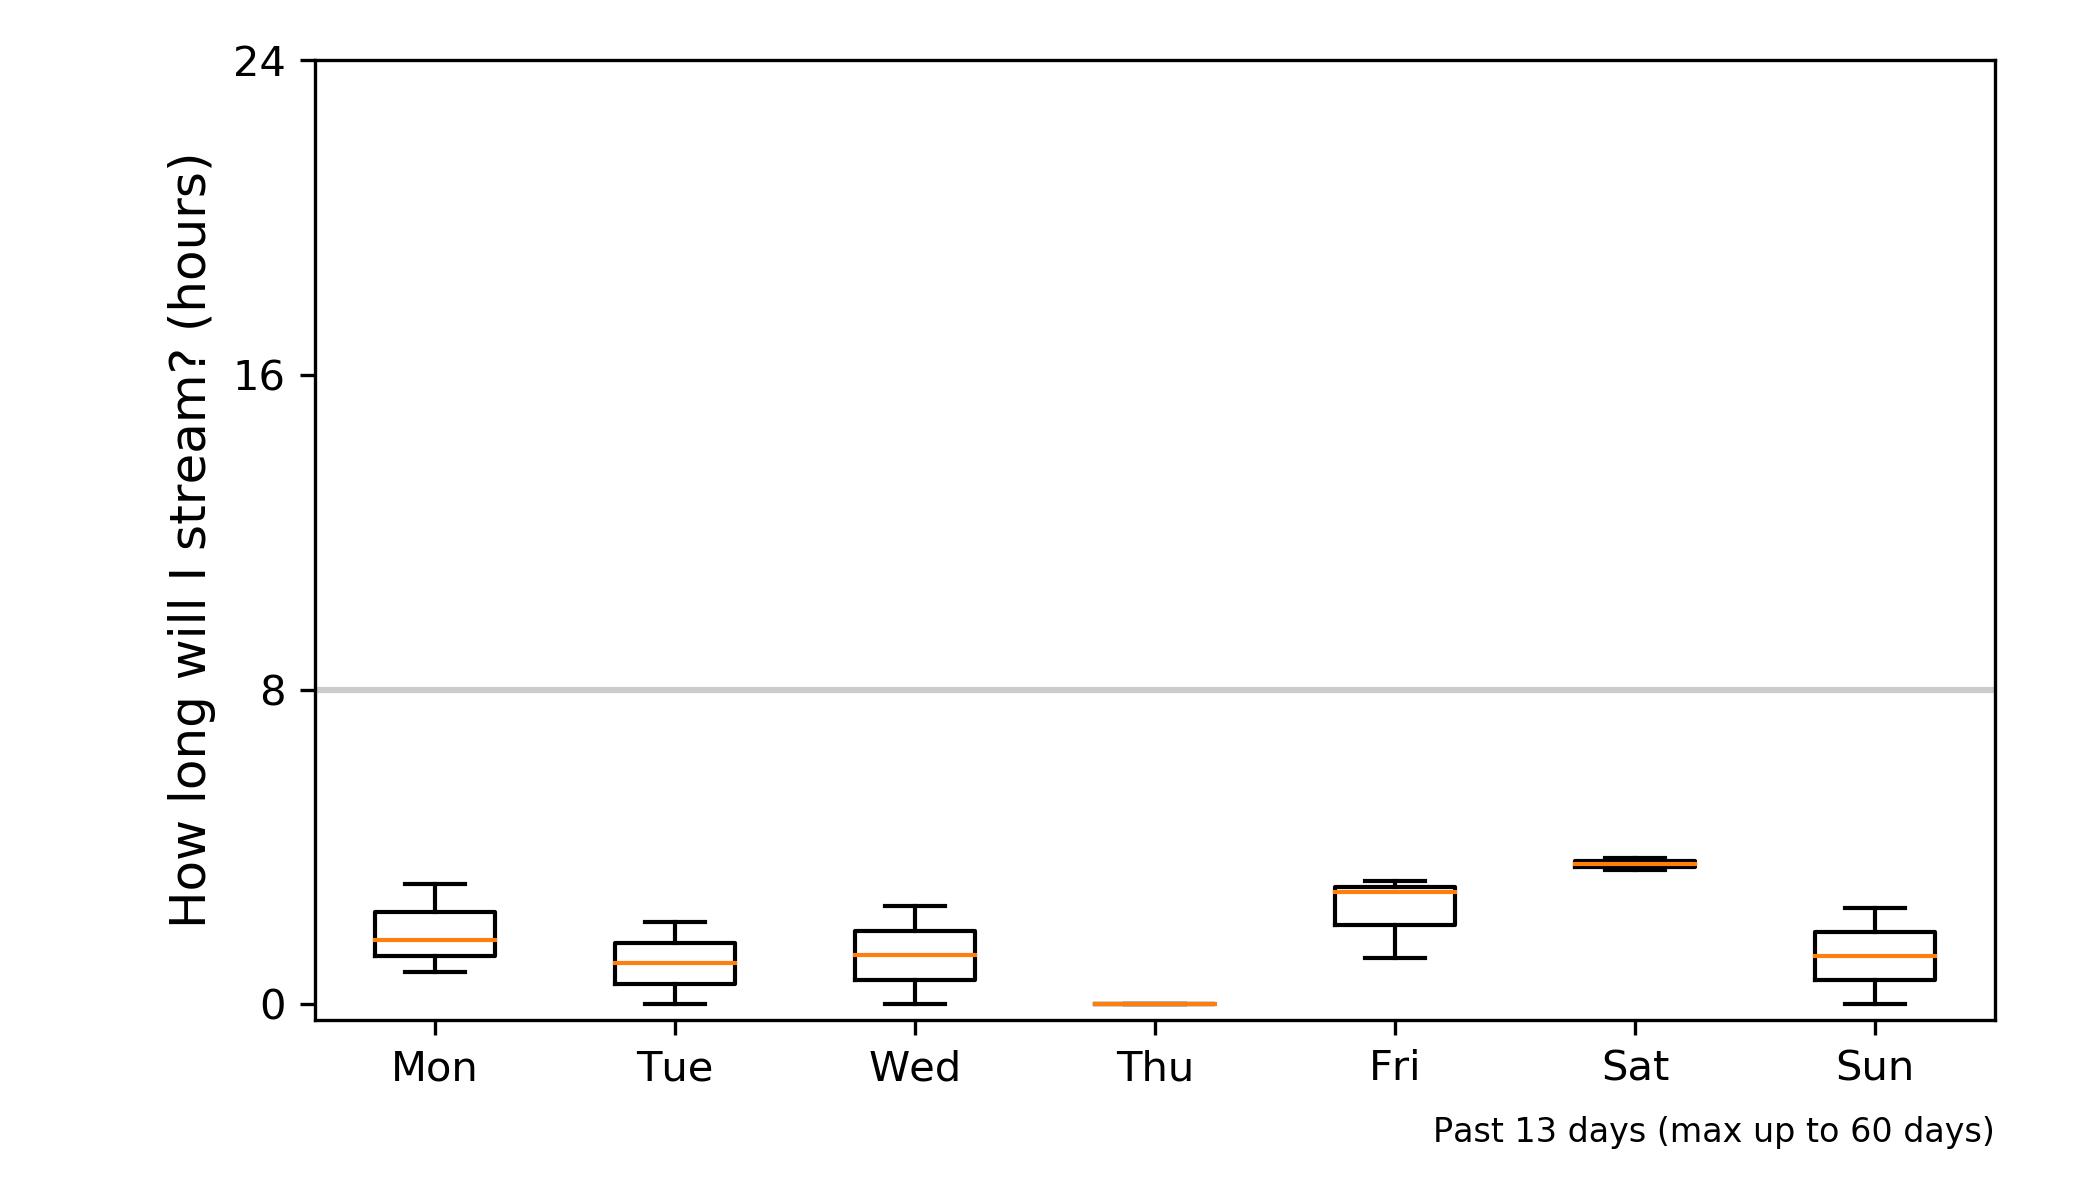 How long will I stream? (hours)
24
16
8
0
Mon Tue Wed Thu Fri Sat Sun
Past 13 days (max up to 60 days)